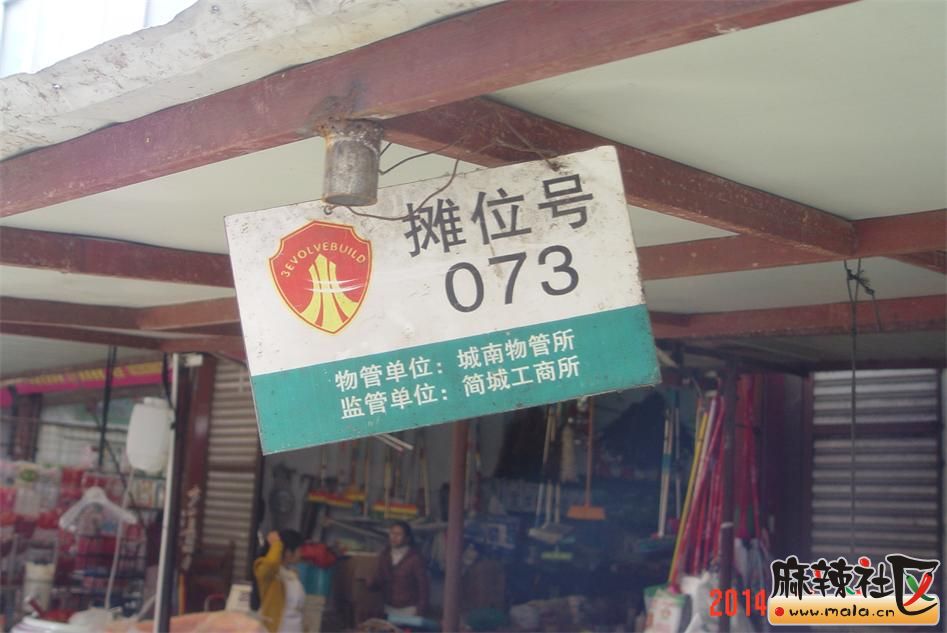 摊位号
073
3EVOLVEBUILD
物管单位：城南物管所
监管单位：简城工商所
2014
麻辣社区
www.mala.cn